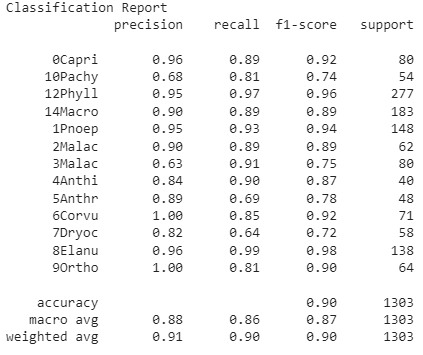 Classification Report
precision recall f1-score support
0Capri 0.96 0.89 0.92 80
10Pachy 0.68 0.81 0.74 54
12Phyll 0.95 0.97 0.96 277
14Macro 0.90 0.89 0.89 183
1Pnoep 0.95 0.93 0.94 148
2Malac 0.90 0.89 0.89 62
3Malac 0.63 0.91 0.75 80
4Anthi 0.84 0.90 0.87 40
5Anthr 0.89 0.69 0.78 48
6Corvu 1.00 0.85 0.92 71
7Dryoc 0.82 0.64 0.72 58
8Elanu 0.96 0.99 0.98 138
9Ortho 1.00 0.81 0.90 64
accuracy 0.90 1303
macro avg 0.88 0.86 0.87 1303
weighted avg 0.91 0.90 0.90 1303